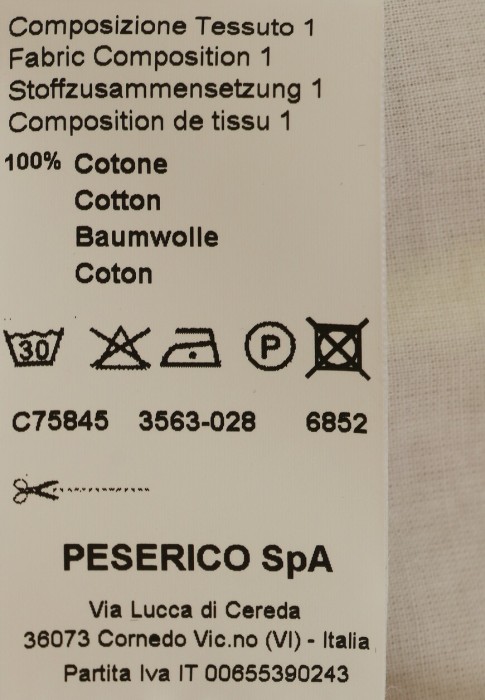 Composizione Tessuto 1
Fabric Composition 1
Stoffzusammensetzung 1
Composition de tissu 1
100% Cotone
Cotton
Baumwolle
Coton
30 P
C75845 3563-028 6852
PESERICO SpA
Via Lucca di Cereda
36073 Cornedo Vic.no (VI) - Italia
Partita Iva IT 00655390243